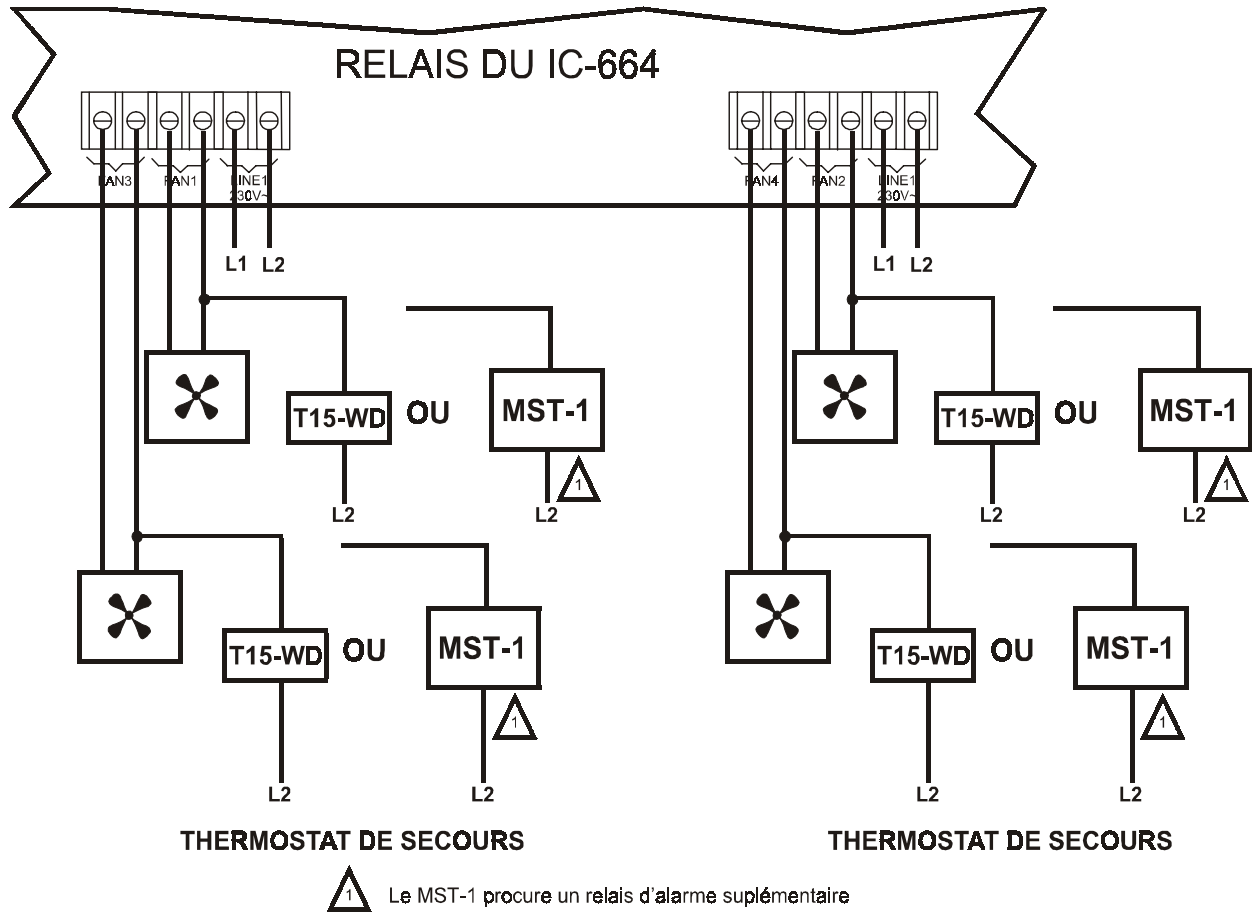 RELAIS DU IC-664
FAN3 FAN1 LINE1
230V~
FAN4 FAN2 LINE1
230V~
L1 L2
L1 L2
T15-WD OU MST-1
1
L2 L2
T15-WD OU MST-1
1
L2 L2
T15-WD OU MST-1
1
L2 L2
T15-WD OU MST-1
1
L2 L2
THERMOSTAT DE SECOURS
THERMOSTAT DE SECOURS
1 Le MST-1 procure un relais d'alarme suplémentaire